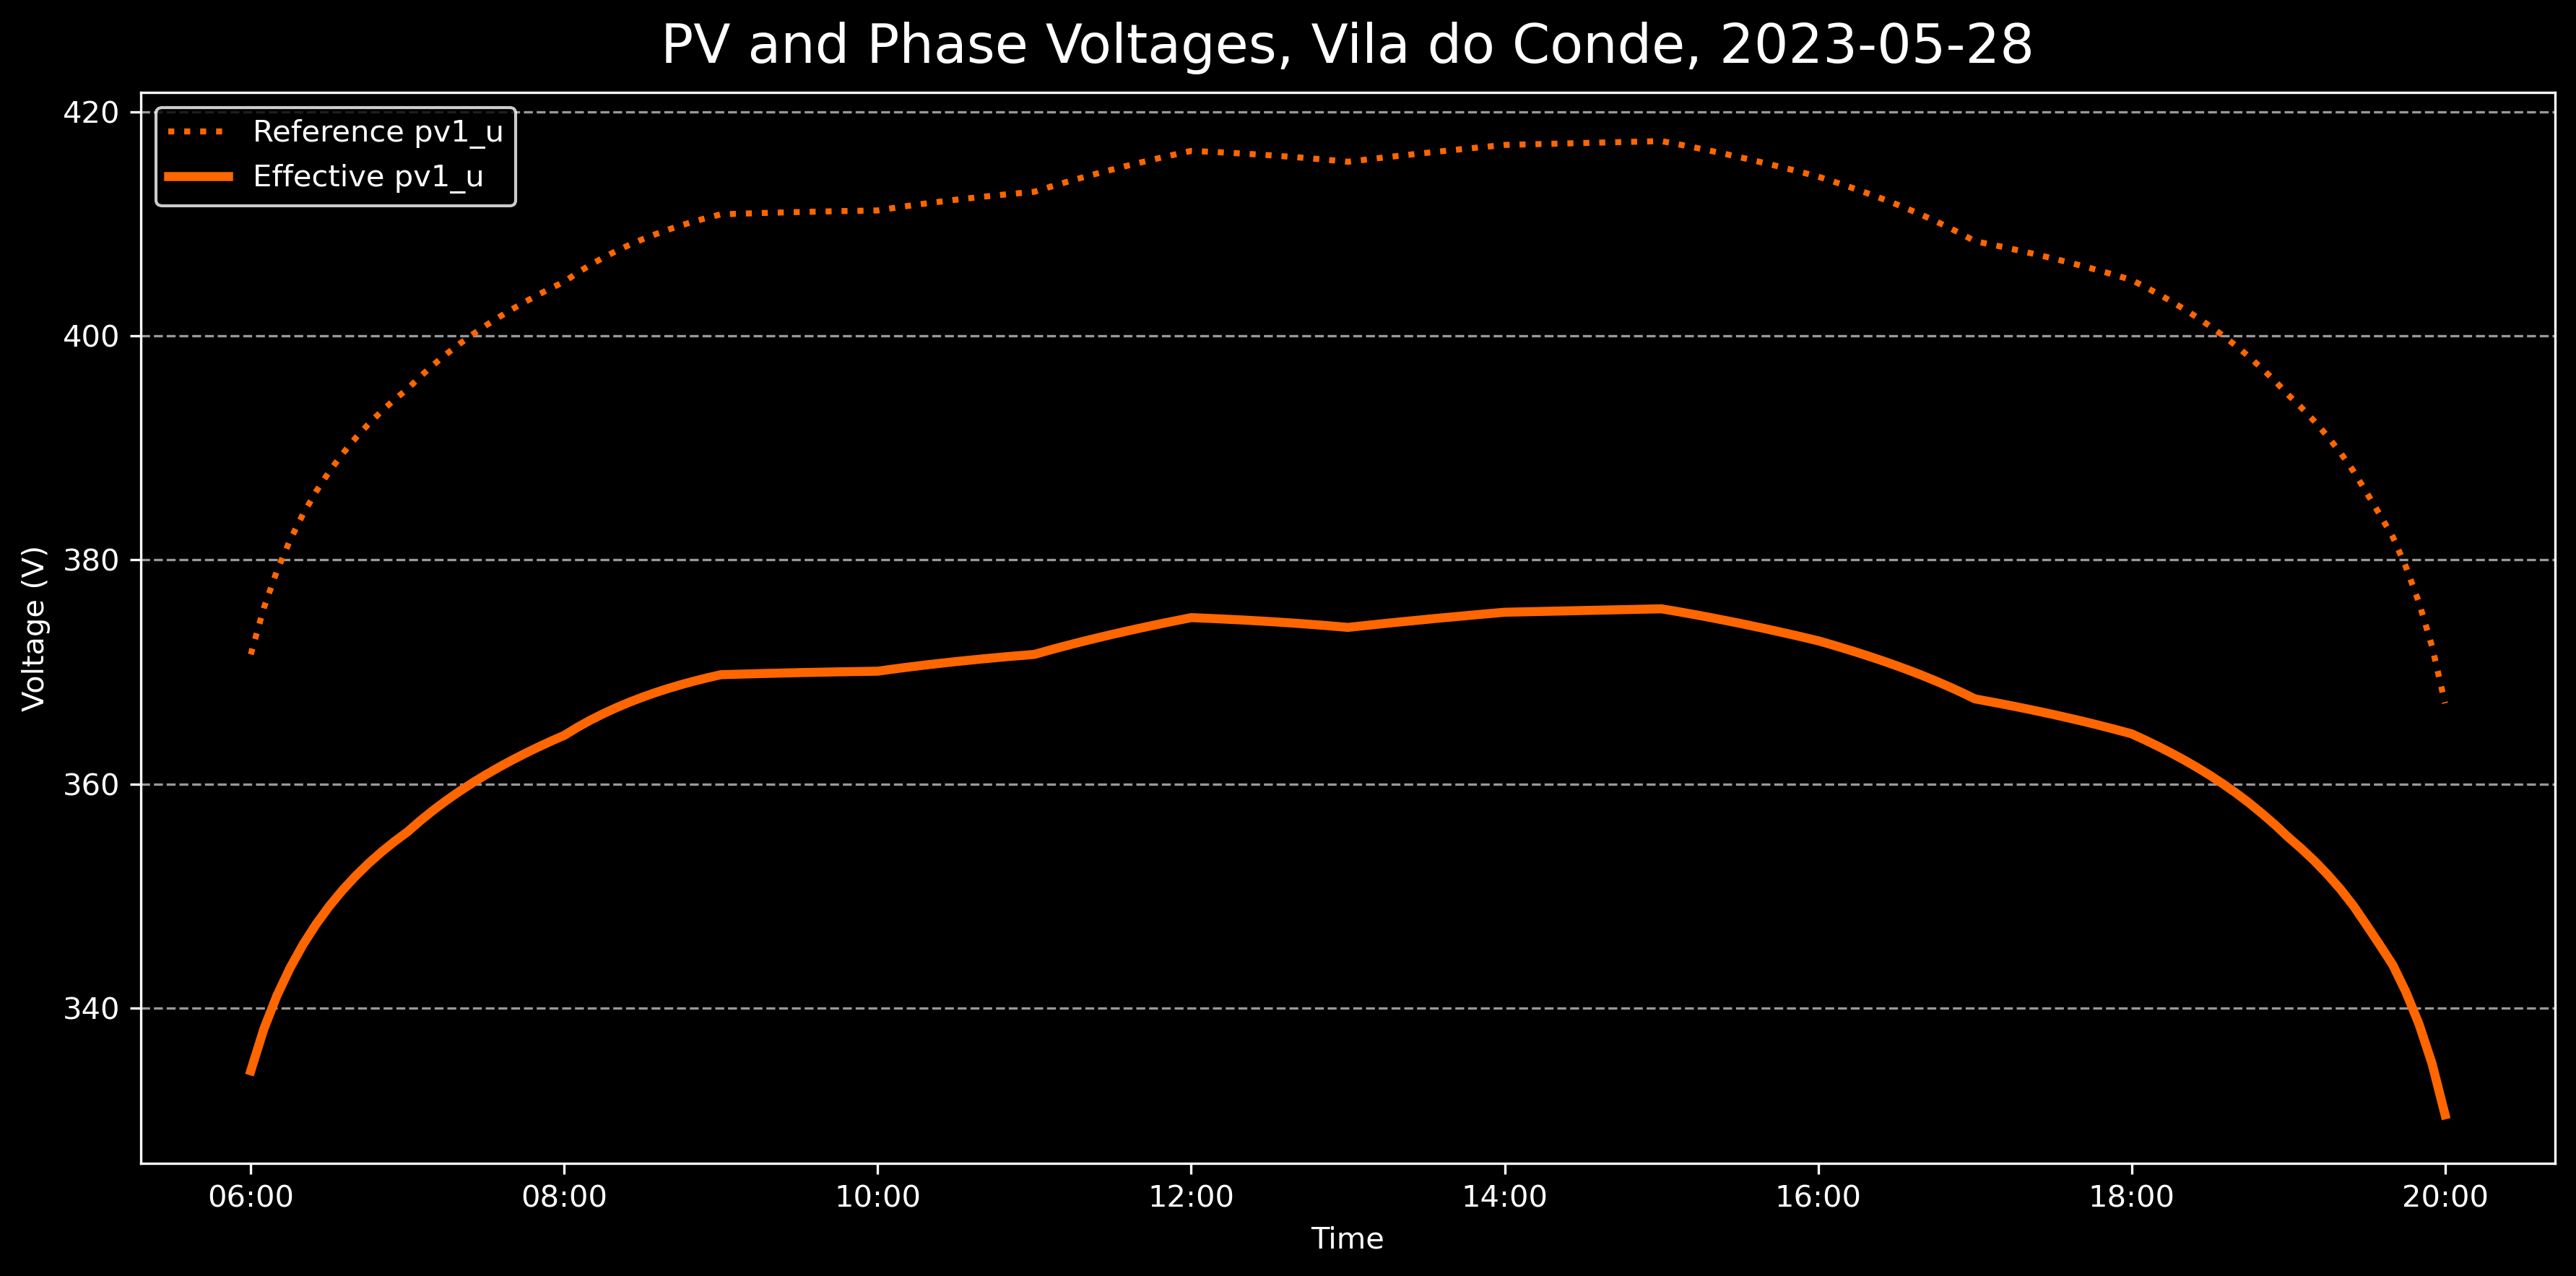 PV and Phase Voltages, Vila do Conde, 2023-05-28
Reference pv1_u
Effective pv1_u
Voltage (V)
420
400
380
360
340
06:00 08:00 10:00 12:00 14:00 16:00 18:00 20:00
Time